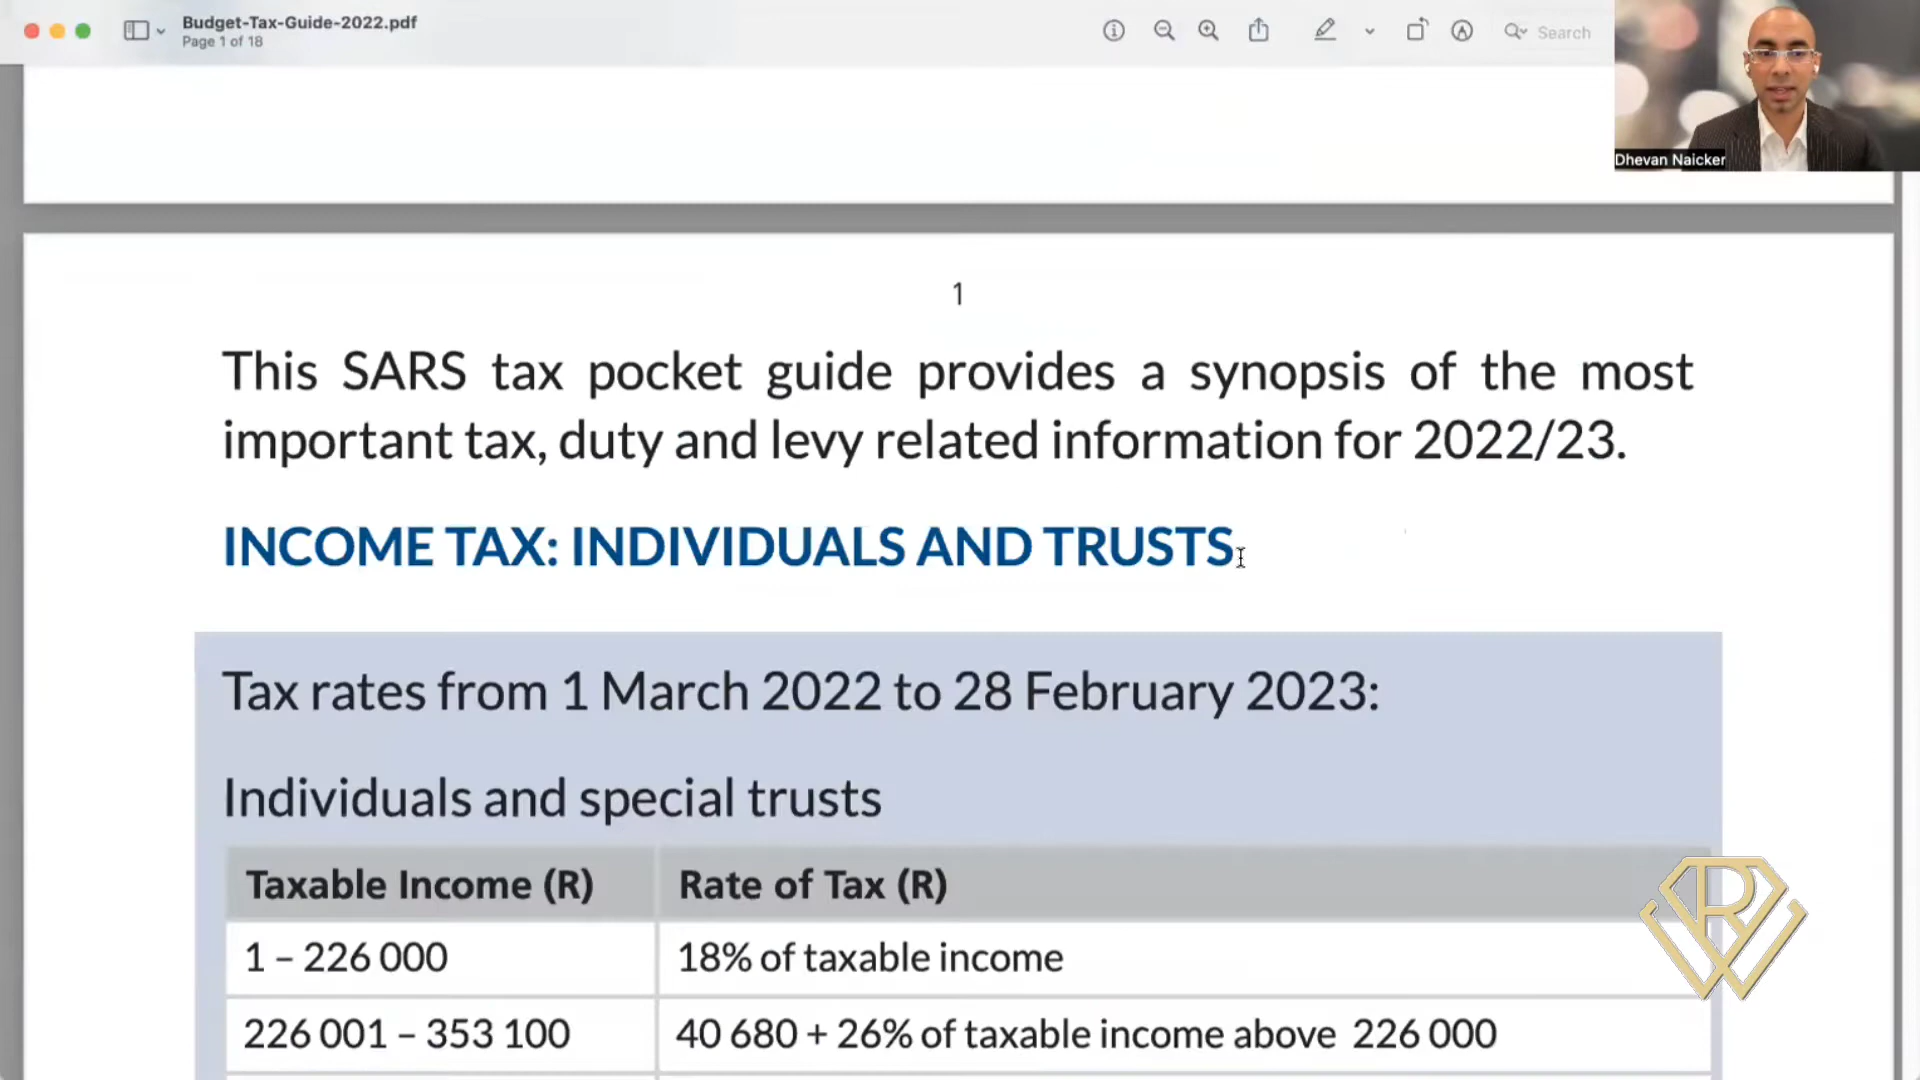 Budget-Tax-Guide-2022.pdf
Page 1 of 18
Search
Dhevan Naicker
1
This SARS tax pocket guide provides a synopsis of the most
important tax, duty and levy related information for 2022/23.
INCOME TAX: INDIVIDUALS AND TRUSTS
Tax rates from 1 March 2022 to 28 February 2023:
Individuals and special trusts
Taxable Income (R) Rate of Tax (R)
1 – 226 000 18% of taxable income
226 001 – 353 100 40 680 + 26% of taxable income above 226 000